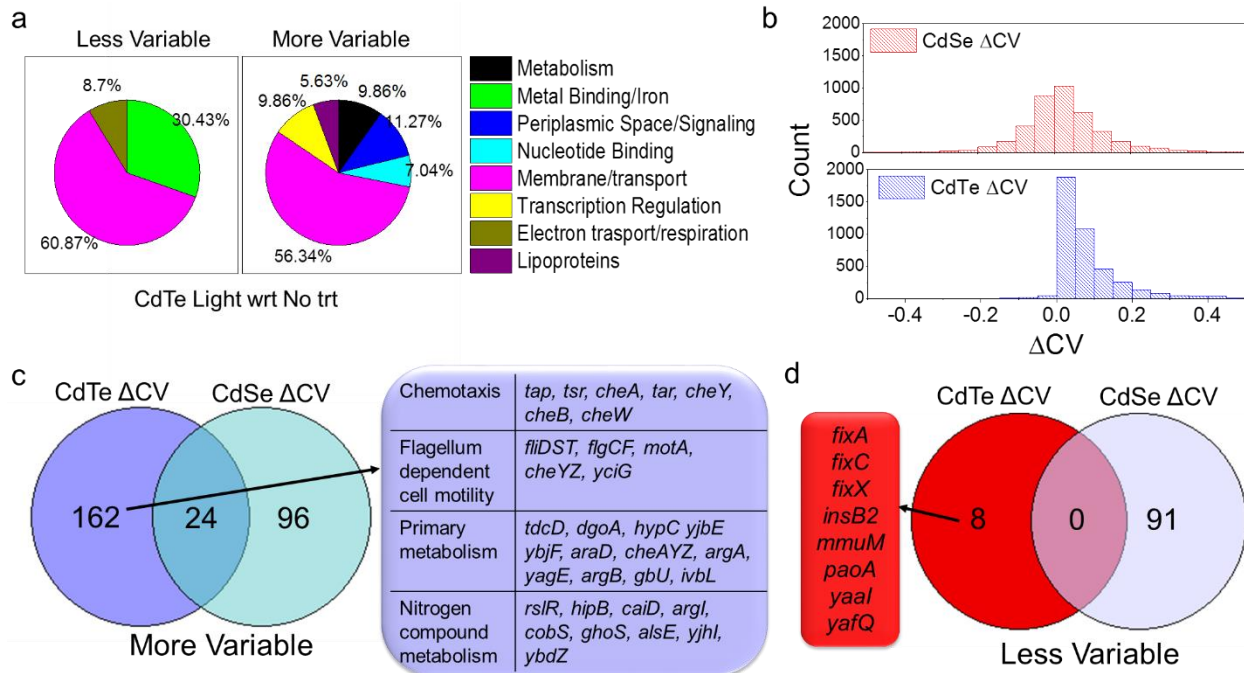 a
Less Variable
More Variable
8.7%
30.43%
60.87%
5.63%
9.86%
9.86%
11.27%
7.04%
56.34%
Metabolism
Metal Binding/Iron
Periplasmic Space/Signaling
Nucleotide Binding
Membrane/transport
Transcription Regulation
Electron trasport/respiration
Lipoproteins
CdTe Light wrt No trt
b
2000
1500
1000
500
0
CdSe ΔCV
2000
1500
1000
500
0
CdTe ΔCV
Count
-0.4
-0.2
0.0
0.2
0.4
ΔCV
c
CdTe ΔCV
CdSe ΔCV
162
24
96
More Variable
Chemotaxis
tap, tsr, cheA, tar, cheY,
cheB, cheW
Flagellum
dependent
cell motility
fliDST, flgCF, motA,
cheYZ, yciG
Primary
metabolism
tdcD, dgoA, hypC yjbE
ybjF, araD, cheAYZ, argA,
yagE, argB, gbU, ivbL
Nitrogen
compound
metabolism
rslR, hipB, caiD, argI,
cobS, ghoS, alsE, yjhI,
ybdZ
d
CdTe ΔCV
CdSe ΔCV
fixA
fixC
fixX
insB2
mmuM
paoA
yaaI
yafQ
8
0
91
Less Variable